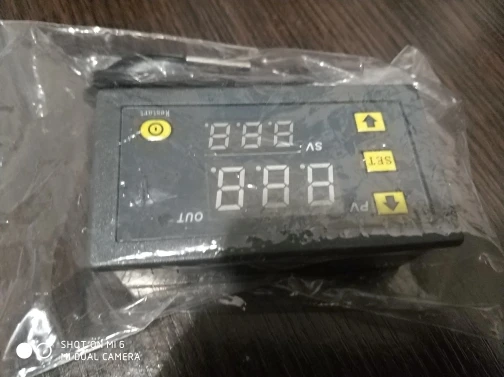 PV
OUT
SET
SV
Restart
SHOT ON MI 6
MI DUAL CAMERA